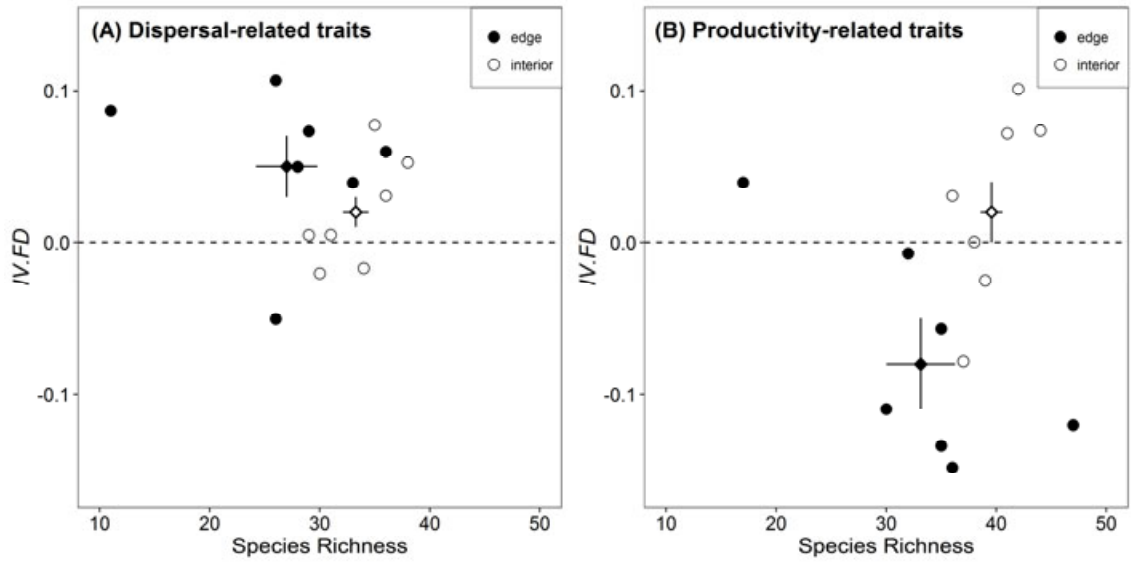 (A) Dispersal-related traits
edge
interior
0.1
0.0
-0.1
IV.FD
10 20 30 40 50
Species Richness
(B) Productivity-related traits
edge
interior
0.1
0.0
-0.1
IV.FD
10 20 30 40 50
Species Richness